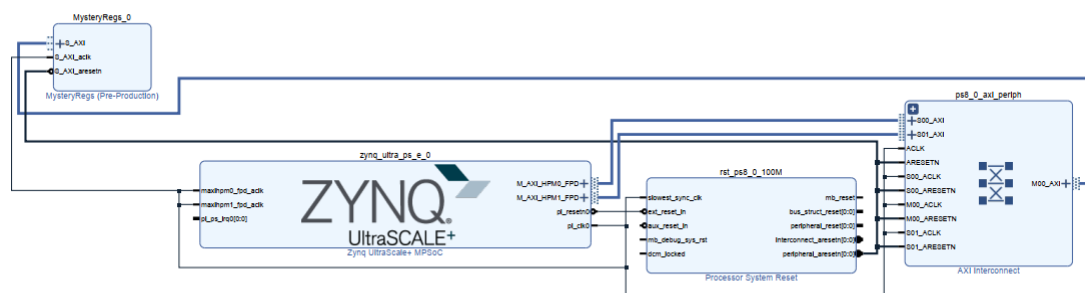 MysteryRegs_0
S_AXI
S_AXI_aclk
S_AXI_aresetn
MysteryRegs (Pre-Production)
zynq_ultra_ps_e_0
maxihpm0_fpd_aclk
maxihpm1_fpd_aclk
pl_ps_irq0[0:0]
ZYNQ
UltraSCALE+
M_AXI_HPM0_FPD
M_AXI_HPM1_FPD
pl_resetn0
pl_clk0
Zynq UltraScale+ MPSoC
rst_ps8_0_100M
slowest_sync_clk
ext_reset_in
aux_reset_in
mb_debug_sys_rst
dcm_locked
mb_reset
bus_struct_reset[0:0]
peripheral_reset[0:0]
interconnect_aresetn[0:0]
peripheral_aresetn[0:0]
Processor System Reset
ps8_0_axi_periph
S00_AXI
S01_AXI
ACLK
ARESETN
S00_ACLK
S00_ARESETN
M00_ACLK
M00_ARESETN
S01_ACLK
S01_ARESETN
M00_AXI
AXI Interconnect